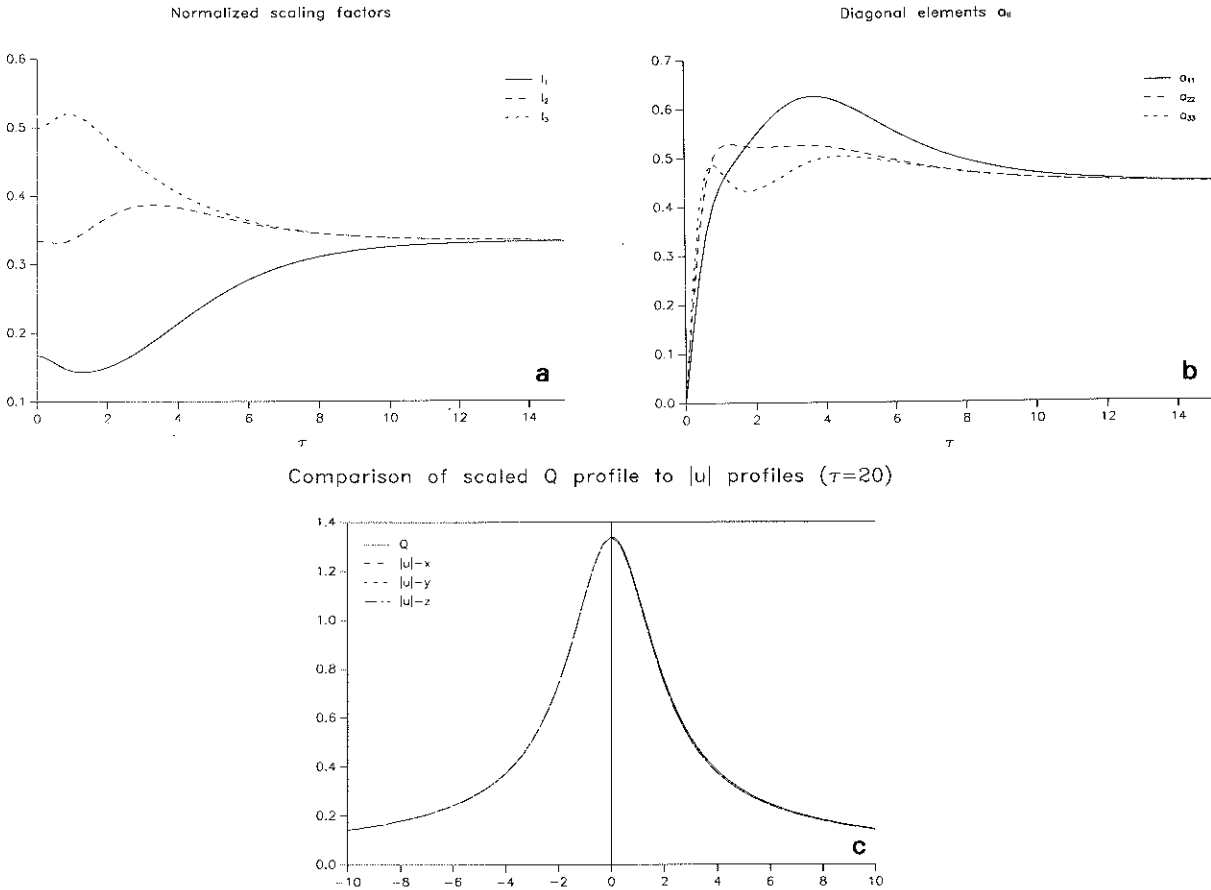 Normalized scaling factors
0.6
0.5
0.4
0.3
0.2
0.1
0 2 4 6 8 10 12 14
τ
l₁
l₂
l₃
a
Diagonal elements aᵢᵢ
0.7
0.6
0.5
0.4
0.3
0.2
0.1
0.0
0 2 4 6 8 10 12 14
τ
a₁₁
a₂₂
a₃₃
b
Comparison of scaled Q profile to |u| profiles (τ=20)
1.4
1.2
1.0
0.8
0.6
0.4
0.2
0.0
-10 -8 -6 -4 -2 0 2 4 6 8 10
Q
|u|-x
|u|-y
|u|-z
c